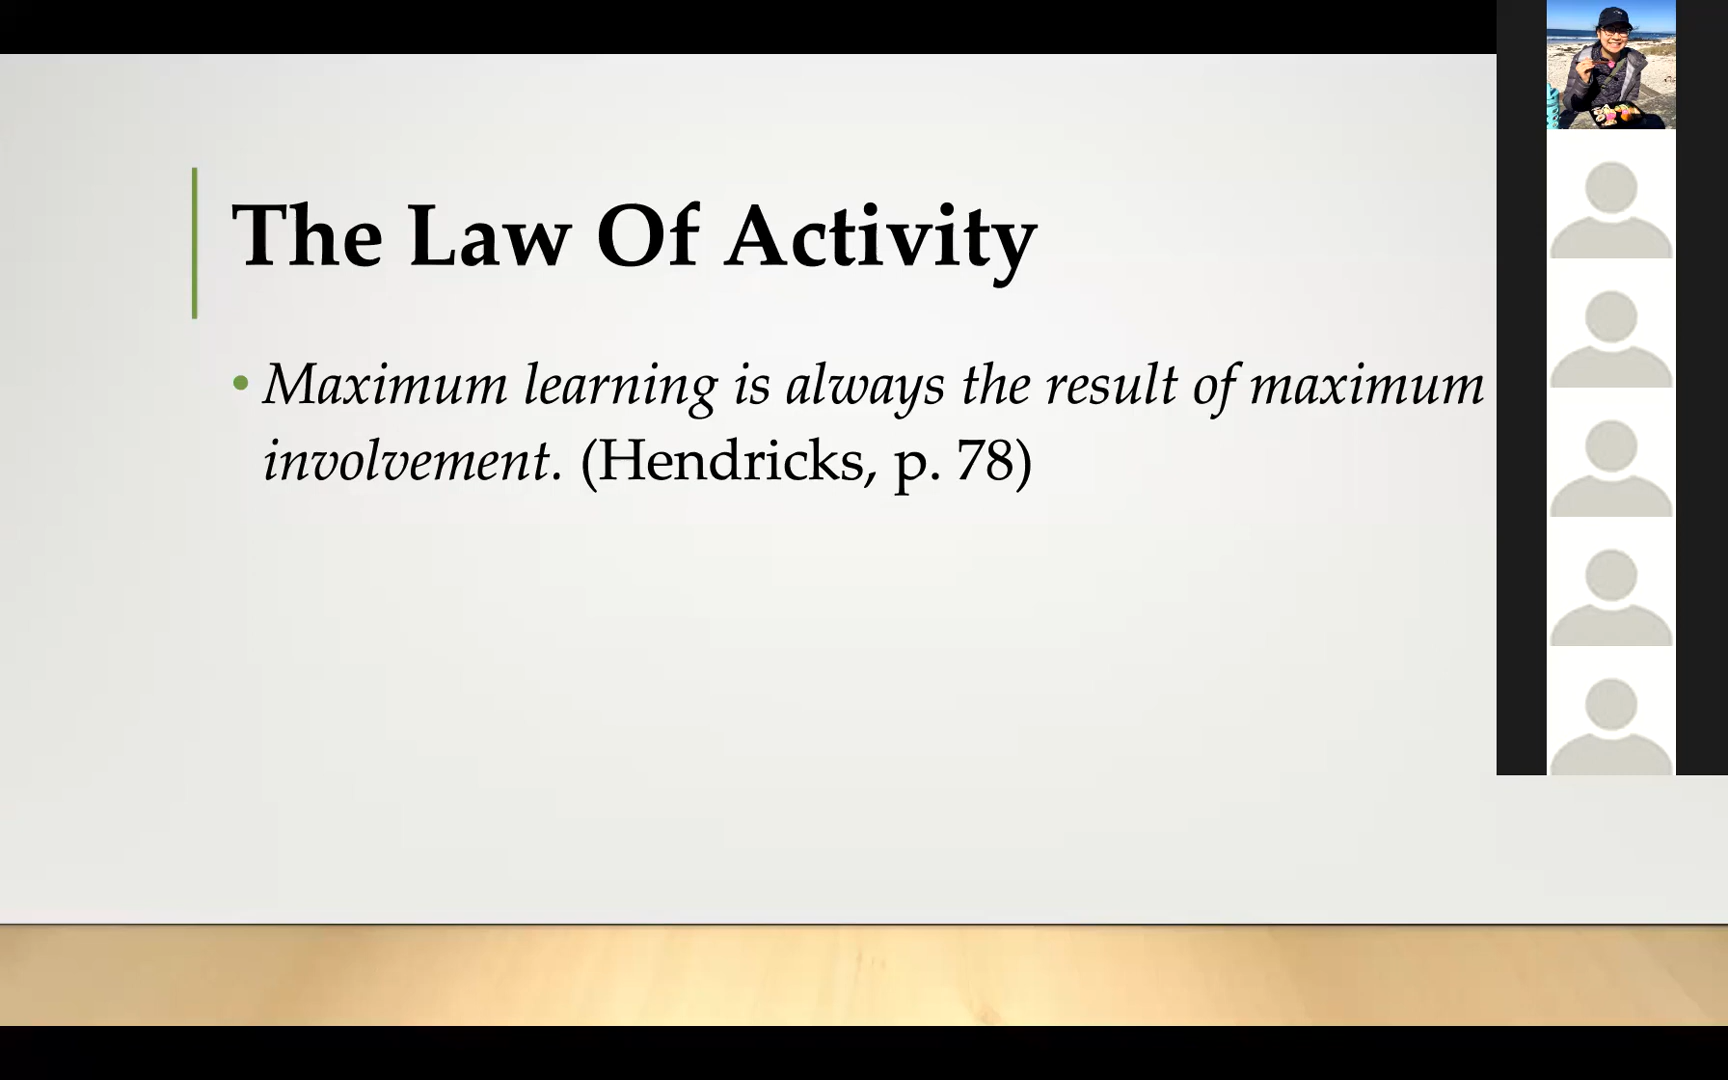 The Law Of Activity
• Maximum learning is always the result of maximum
involvement. (Hendricks, p. 78)